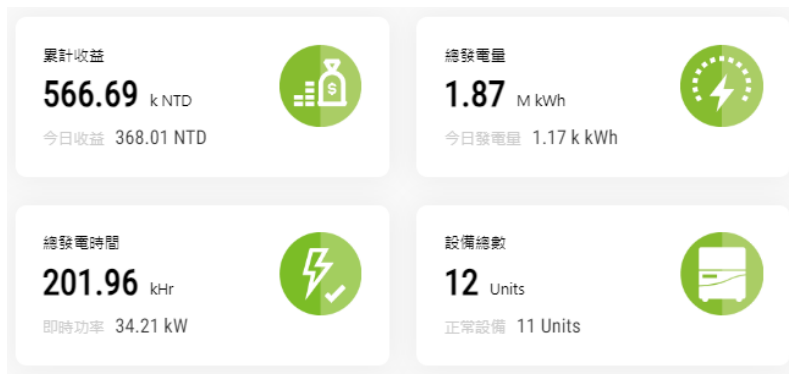 累計收益
566.69 k NTD
今日收益 368.01 NTD
總發電量
1.87 M kWh
今日發電量 1.17 k kWh
總發電時間
201.96 kHr
即時功率 34.21 kW
設備總數
12 Units
正常設備 11 Units